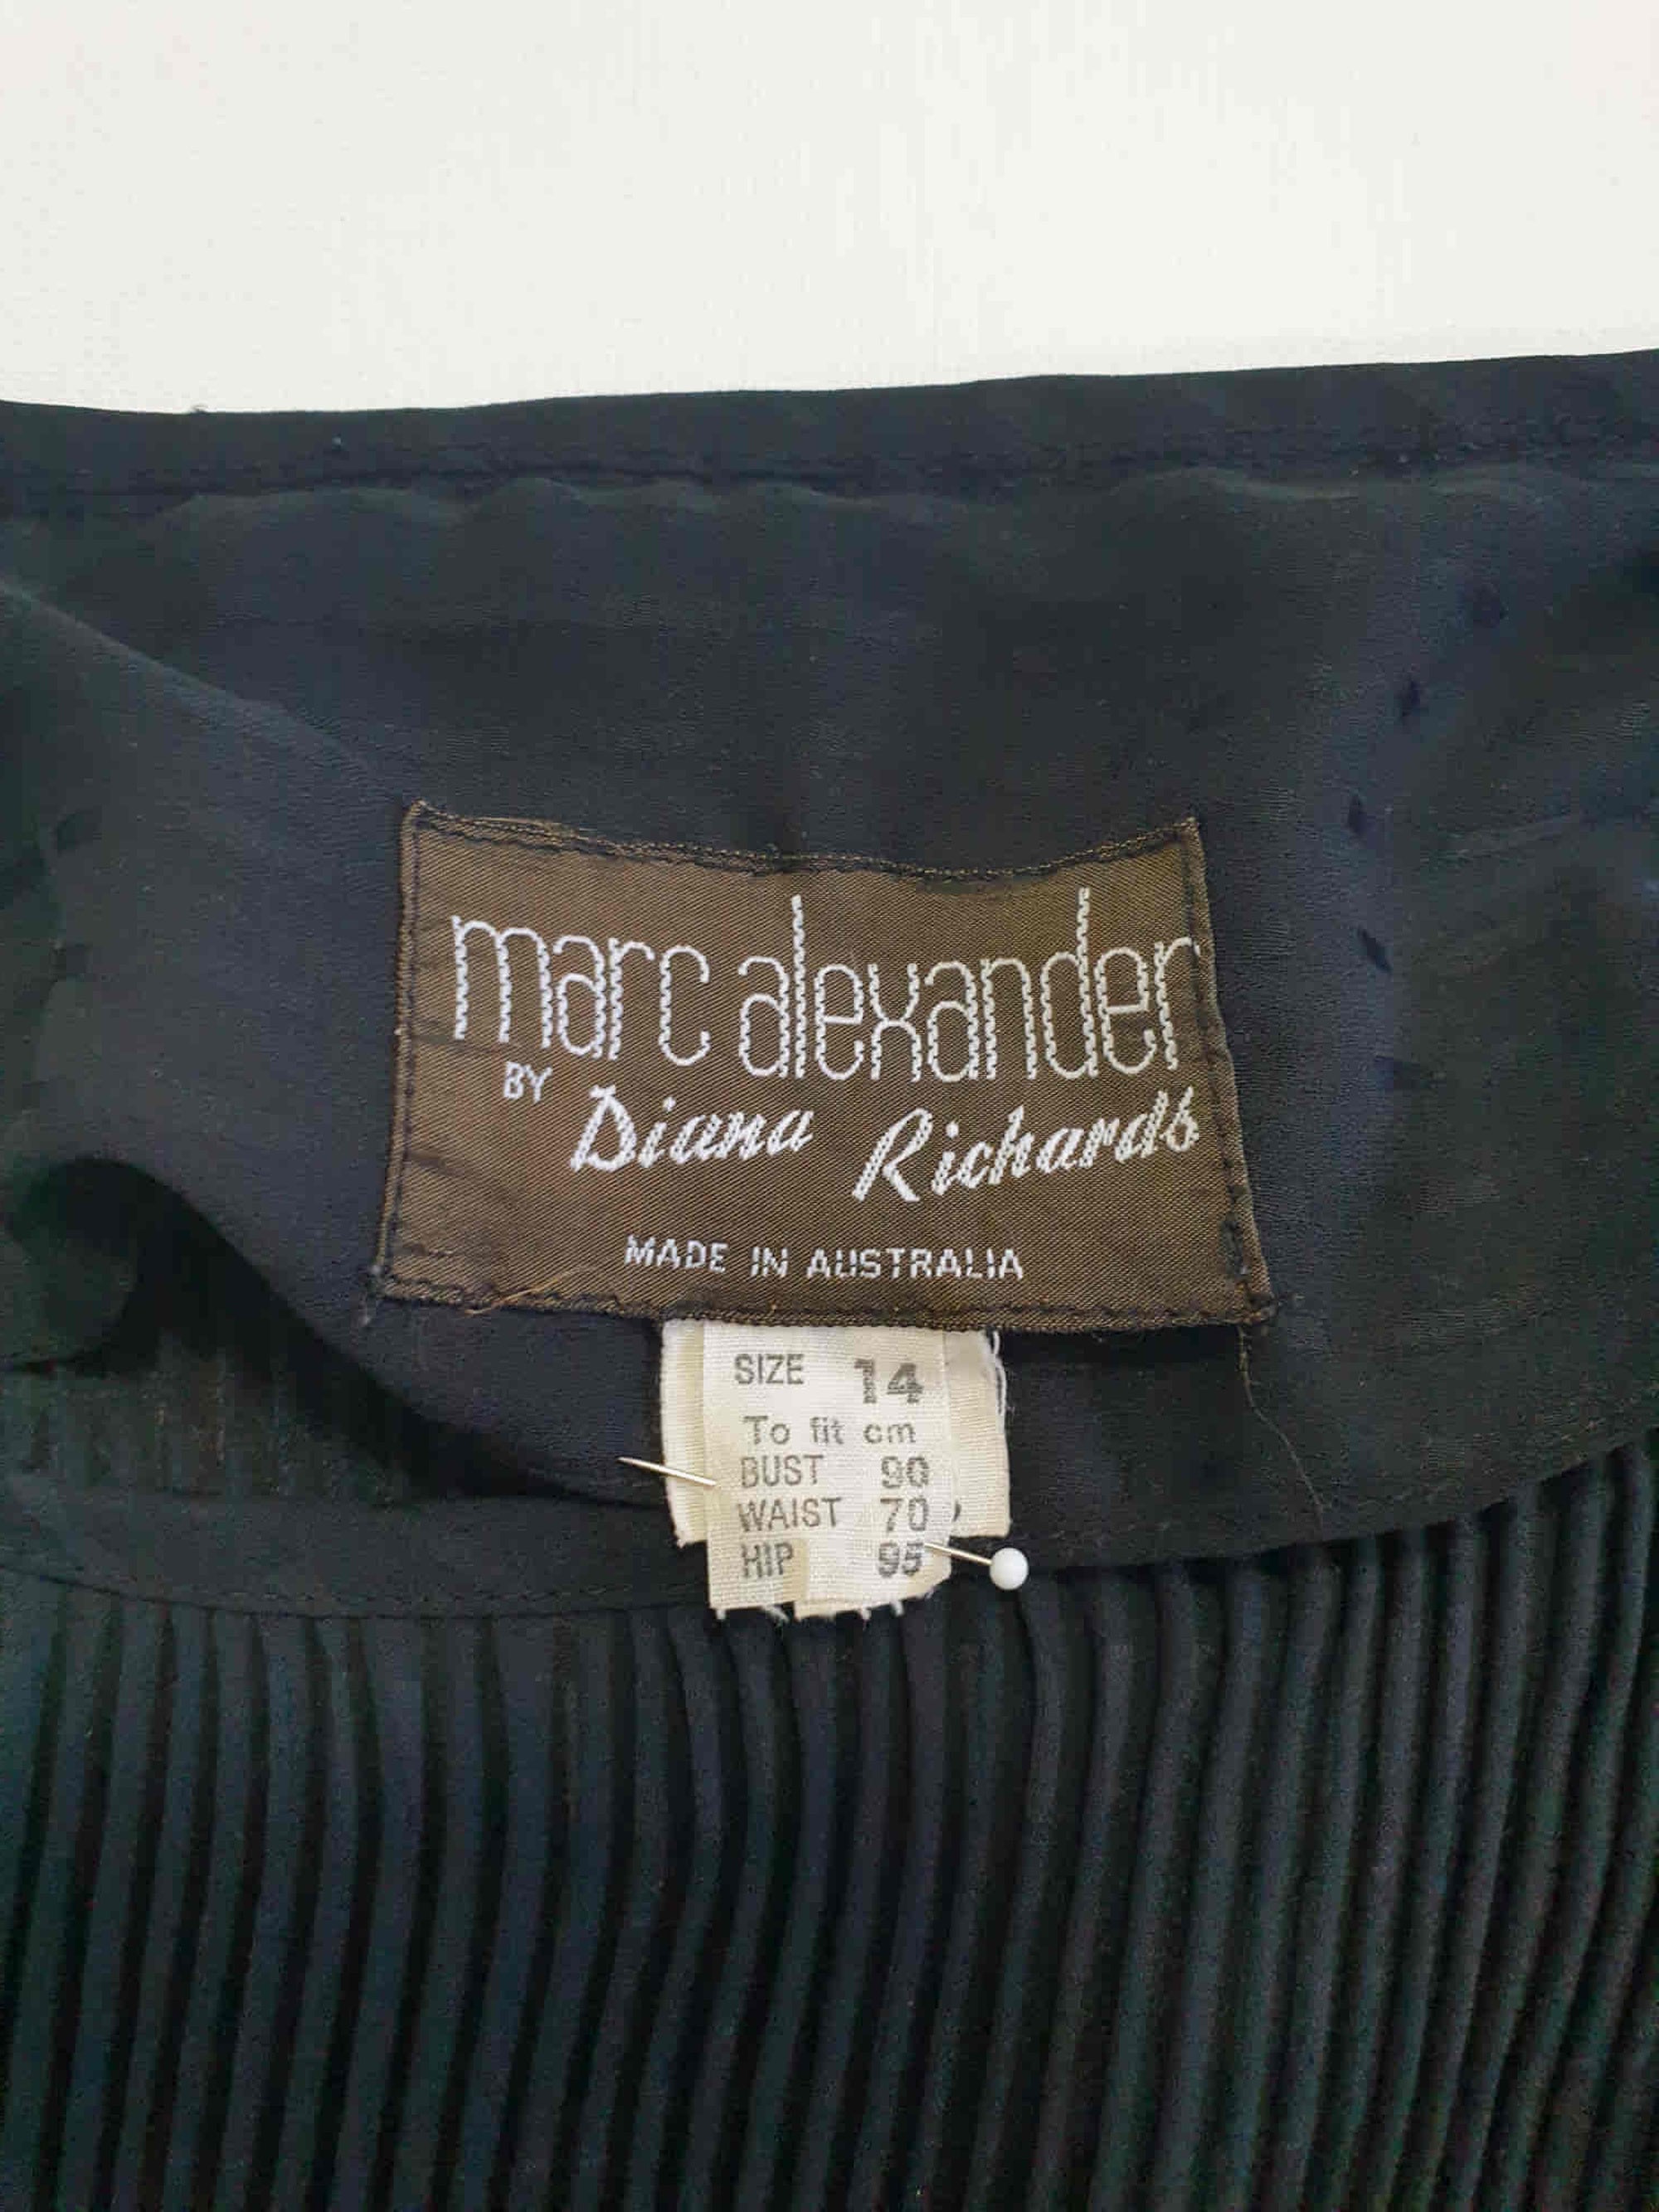 marc alexander
BY Diana Richards
MADE IN AUSTRALIA
SIZE 14
To fit cm
BUST 90
WAIST 70
HIP 95